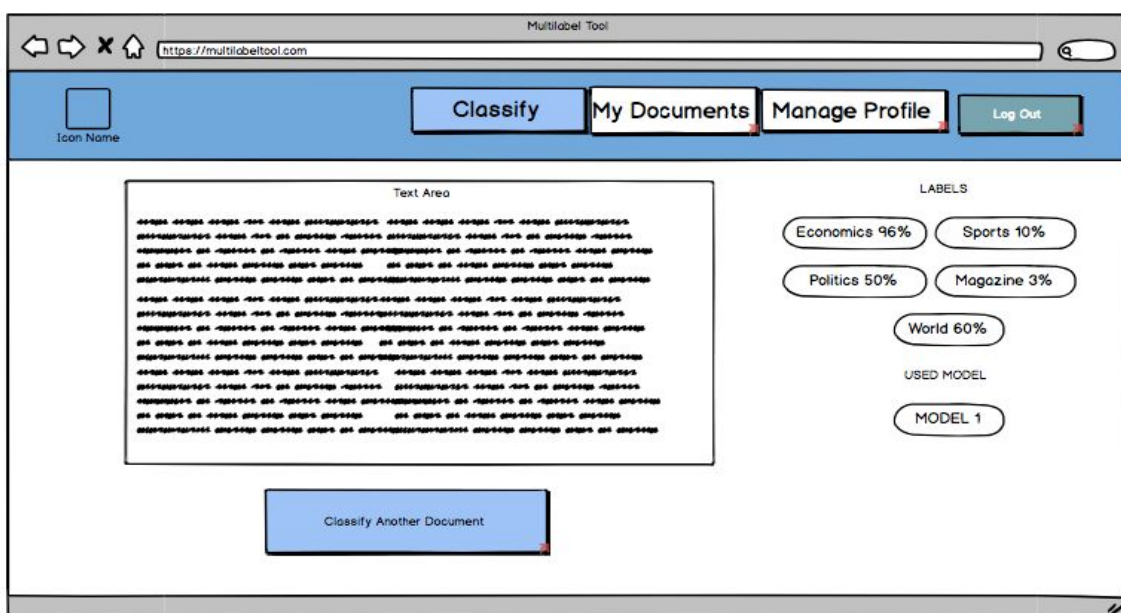 Multilabel Tool
https://multilabeltool.com
Icon Name
Classify
My Documents
Manage Profile
Log Out
Text Area
LABELS
Economics 96%
Sports 10%
Politics 50%
Magazine 3%
World 60%
USED MODEL
MODEL 1
Classify Another Document